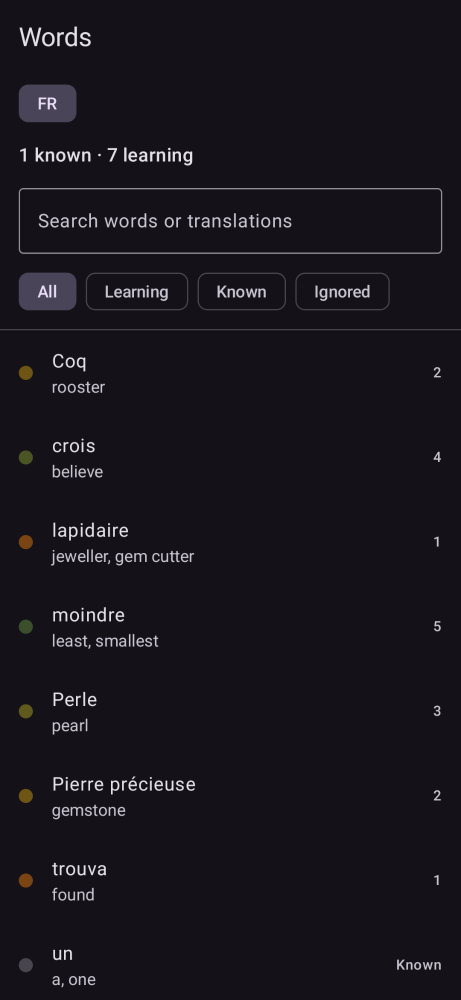 Words
FR
1 known · 7 learning
Search words or translations
All Learning Known Ignored
Coq
rooster
2
crois
believe
4
lapidaire
jeweller, gem cutter
1
moindre
least, smallest
5
Perle
pearl
3
Pierre précieuse
gemstone
2
trouva
found
1
un
a, one
Known